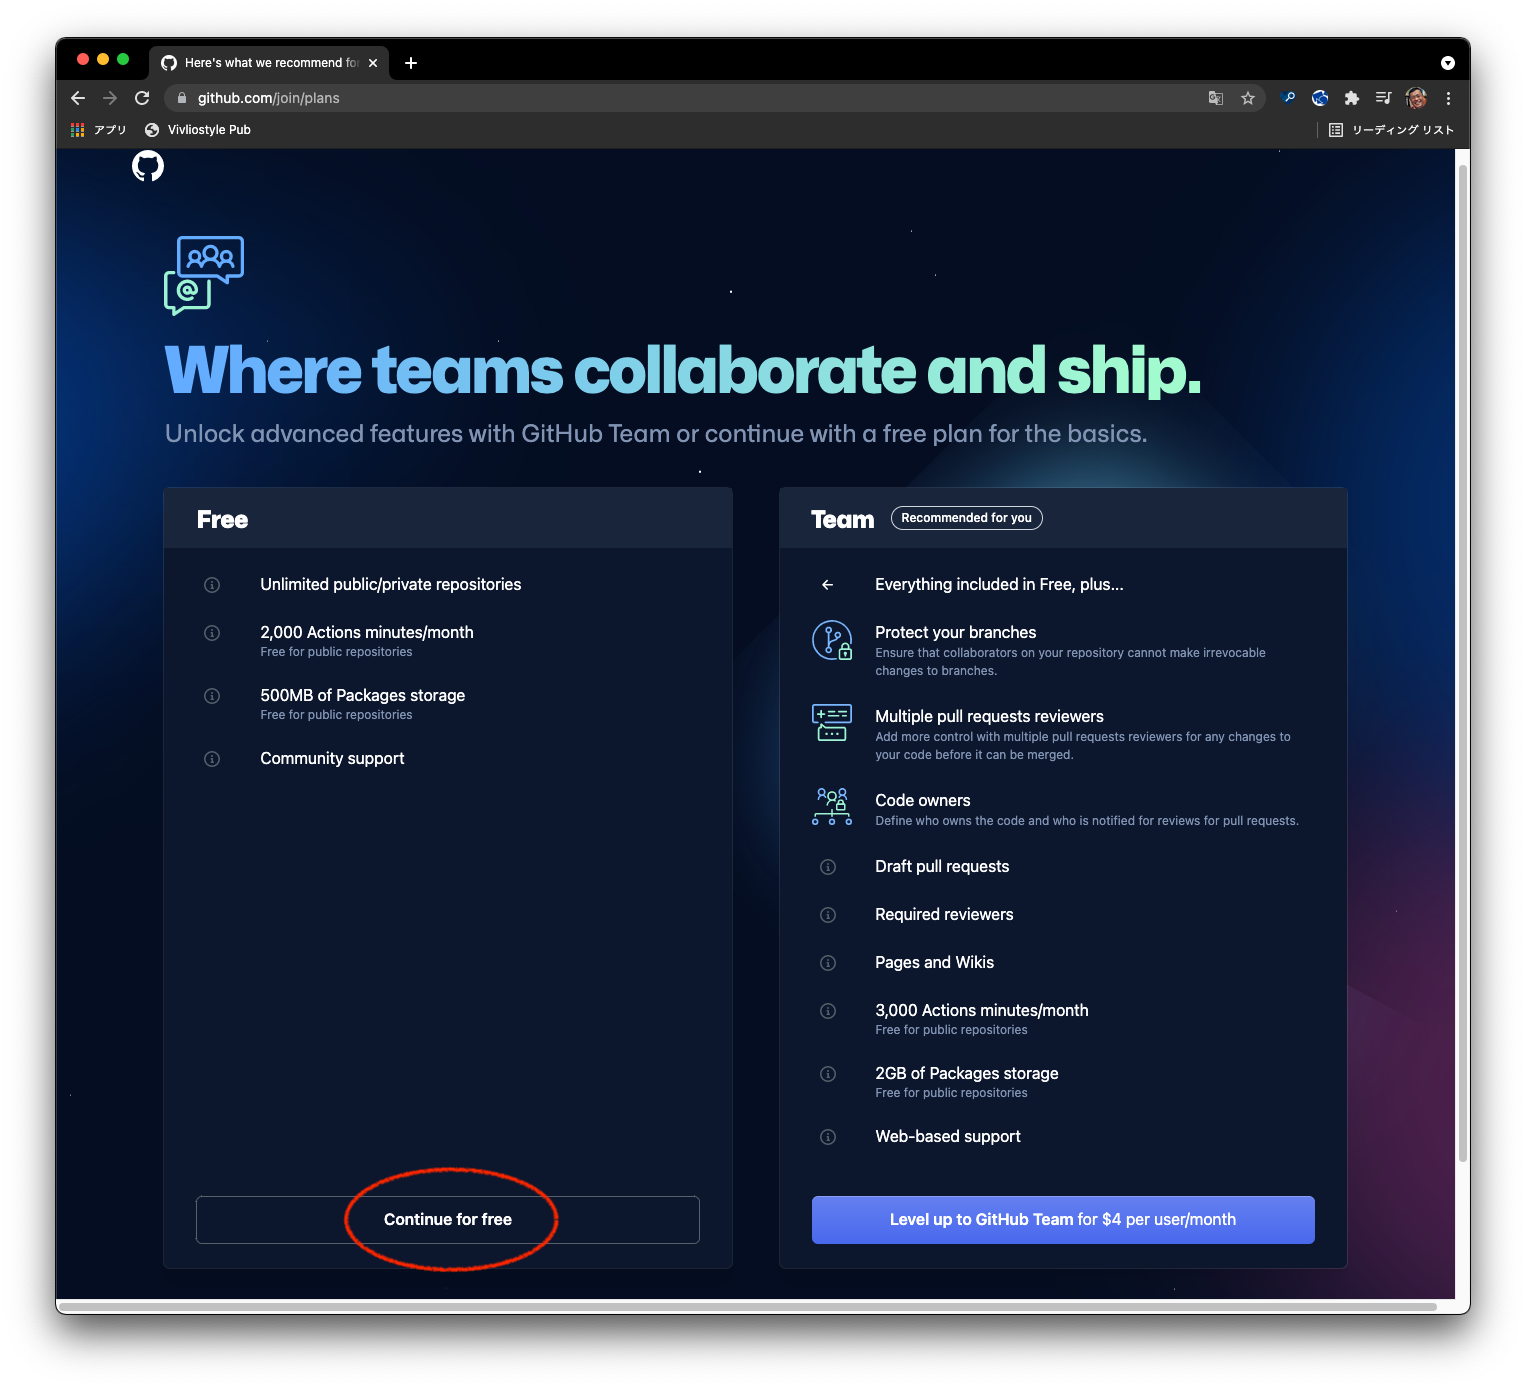 Here's what we recommend for
github.com/join/plans
アプリ
Vivliostyle Pub
リーディング リスト
Where teams collaborate and ship.
Unlock advanced features with GitHub Team or continue with a free plan for the basics.
Free
Unlimited public/private repositories
2,000 Actions minutes/month
Free for public repositories
500MB of Packages storage
Free for public repositories
Community support
Continue for free
Team
Recommended for you
Everything included in Free, plus...
Protect your branches
Ensure that collaborators on your repository cannot make irrevocable
changes to branches.
Multiple pull requests reviewers
Add more control with multiple pull requests reviewers for any changes to
your code before it can be merged.
Code owners
Define who owns the code and who is notified for reviews for pull requests.
Draft pull requests
Required reviewers
Pages and Wikis
3,000 Actions minutes/month
Free for public repositories
2GB of Packages storage
Free for public repositories
Web-based support
Level up to GitHub Team for $4 per user/month